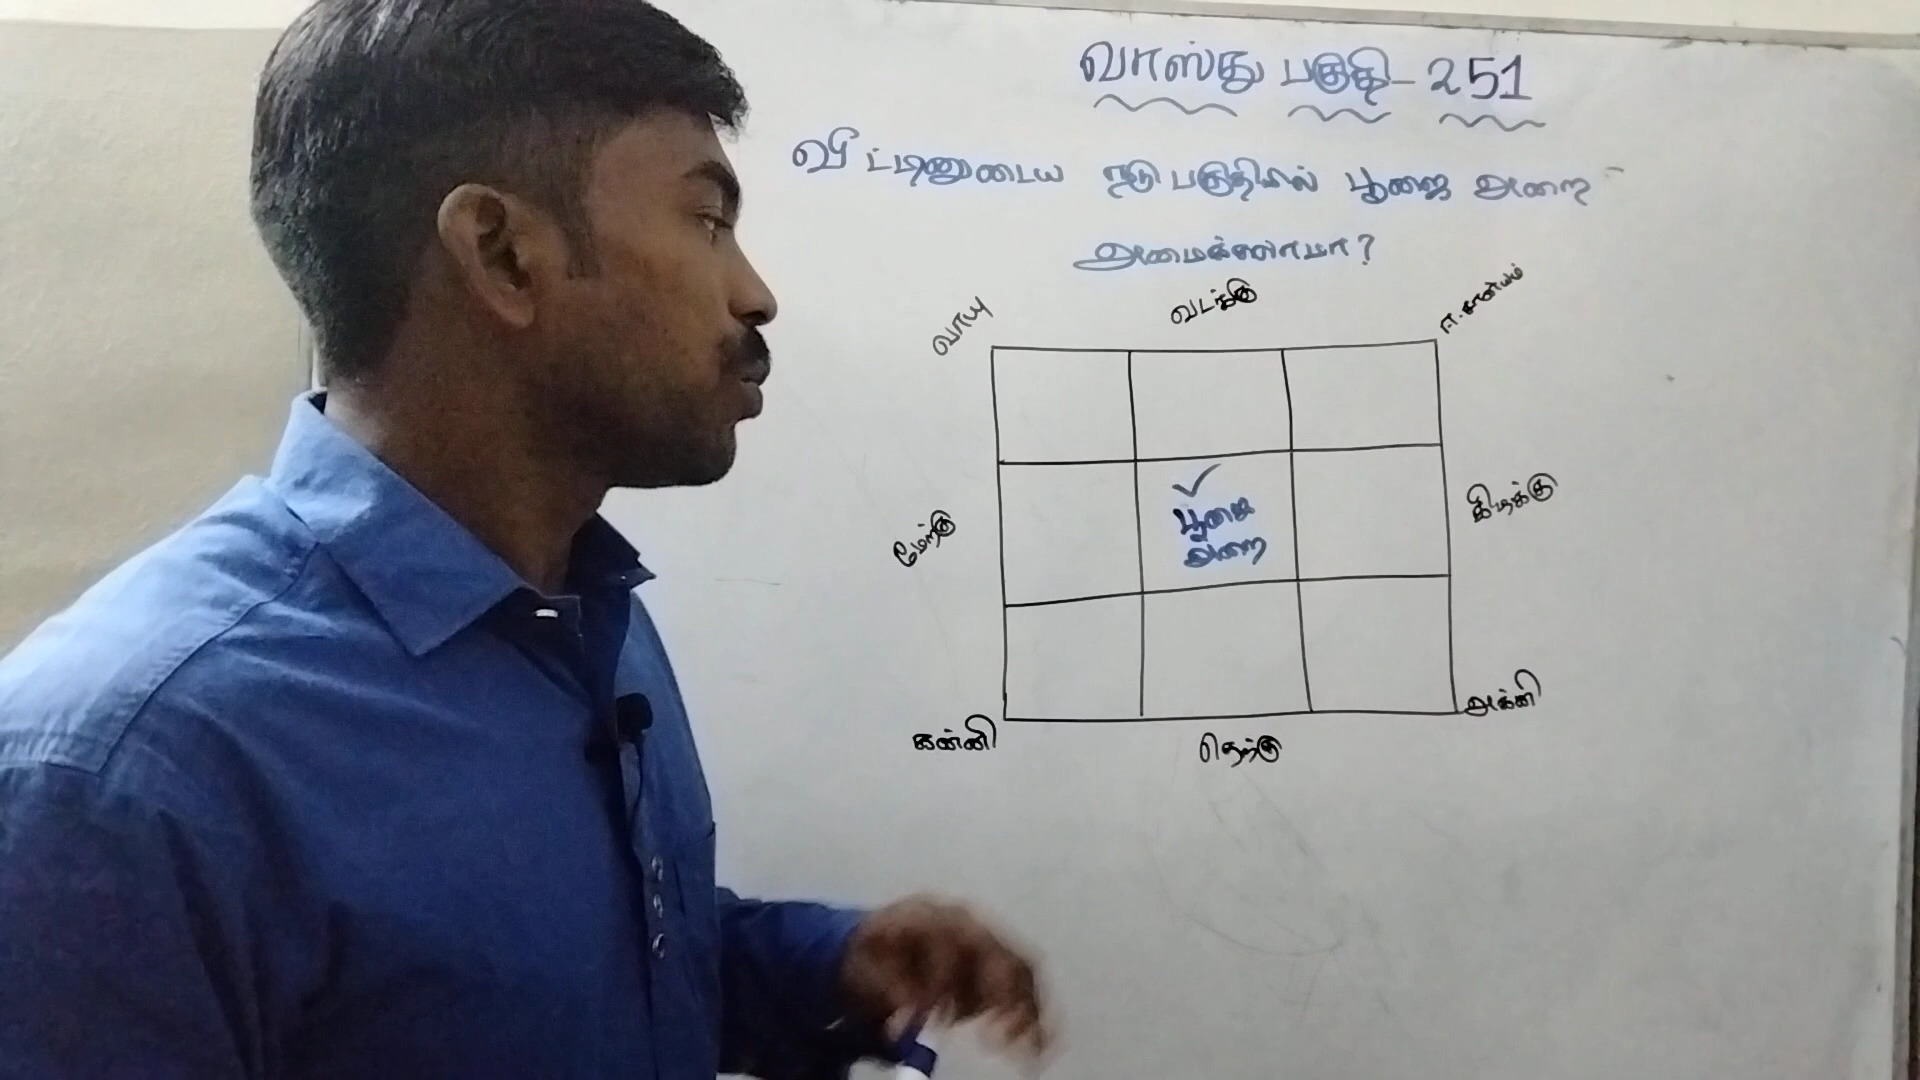 வாஸ்து பகுதி - 251
வீட்டினுடைய நடு பகுதியில் பூஜை அறை
அமைக்கலாமா?
வாயு
வடக்கு
ஈசான்யம்
மேற்கு
பூஜை
அறை
கிழக்கு
கன்னி
தெற்கு
அக்னி